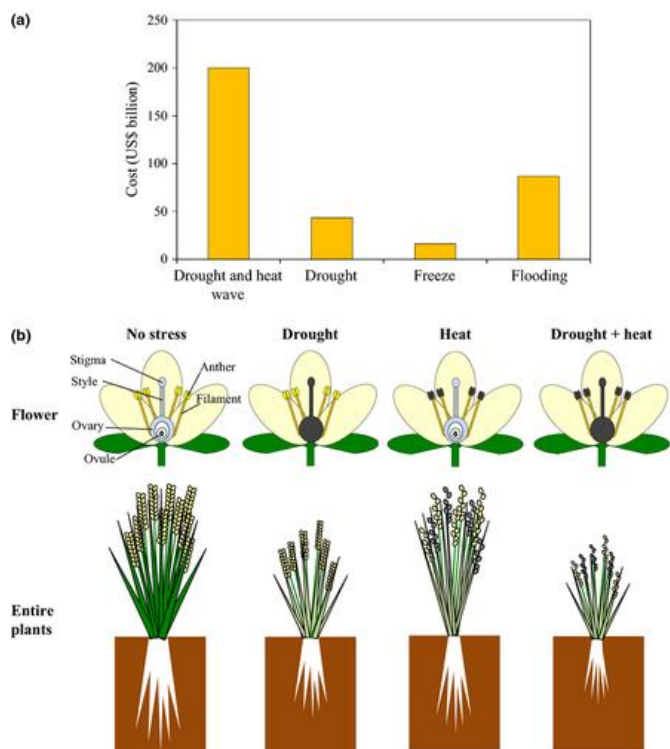 (a)
250
200
150
100
50
0
Cost (US$ billion)
Drought and heat
wave
Drought
Freeze
Flooding
(b)
No stress
Drought
Heat
Drought + heat
Stigma
Anther
Style
Filament
Flower
Ovary
Ovule
Entire
plants